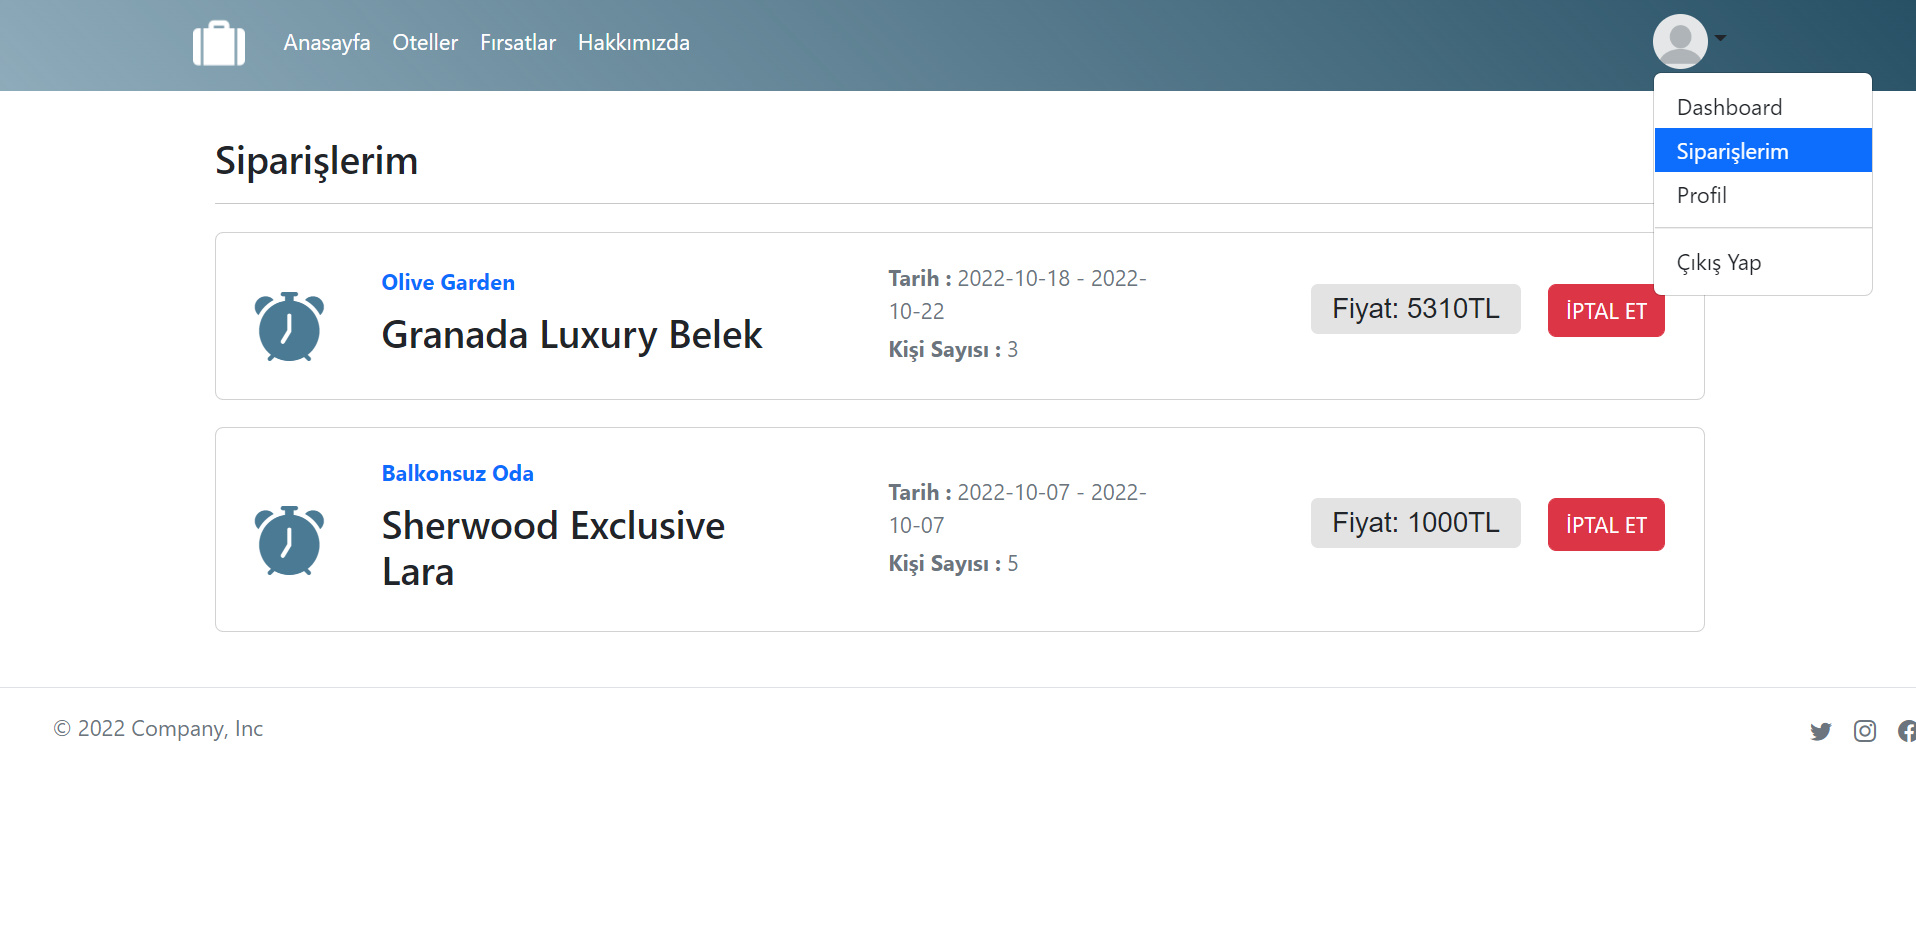 Anasayfa Oteller Fırsatlar Hakkımızda
Dashboard
Siparişlerim
Profil
Çıkış Yap
Siparişlerim
Olive Garden
Granada Luxury Belek
Tarih : 2022-10-18 - 2022-
10-22
Kişi Sayısı : 3
Fiyat: 5310TL
İPTAL ET
Balkonsuz Oda
Sherwood Exclusive
Lara
Tarih : 2022-10-07 - 2022-
10-07
Kişi Sayısı : 5
Fiyat: 1000TL
İPTAL ET
© 2022 Company, Inc